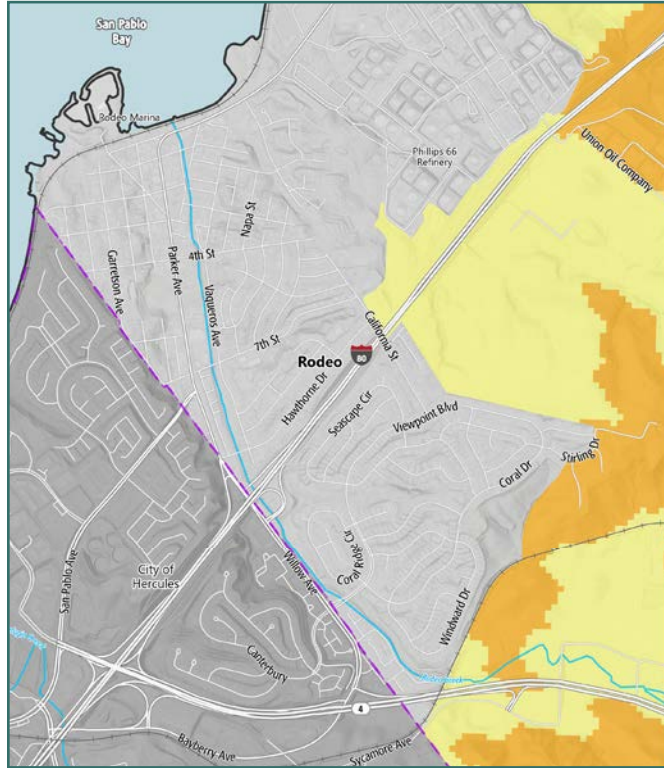 San Pablo
Bay
Rodeo Marina
Phillips 66
Refinery
Union Oil Company
Napa St
4th St
Garretson Ave
Parker Ave
Vaqueros Ave
7th St
California St
Rodeo
80
Hawthorne Dr
Seascape Cir
Viewpoint Blvd
Stirling Dr
Coral Dr
Coral Ridge Cir
Willow Ave
City of
Hercules
San Pablo Ave
Windward Dr
Canterbury
Rodeo Creek
4
Bayberry Ave
Sycamore Ave